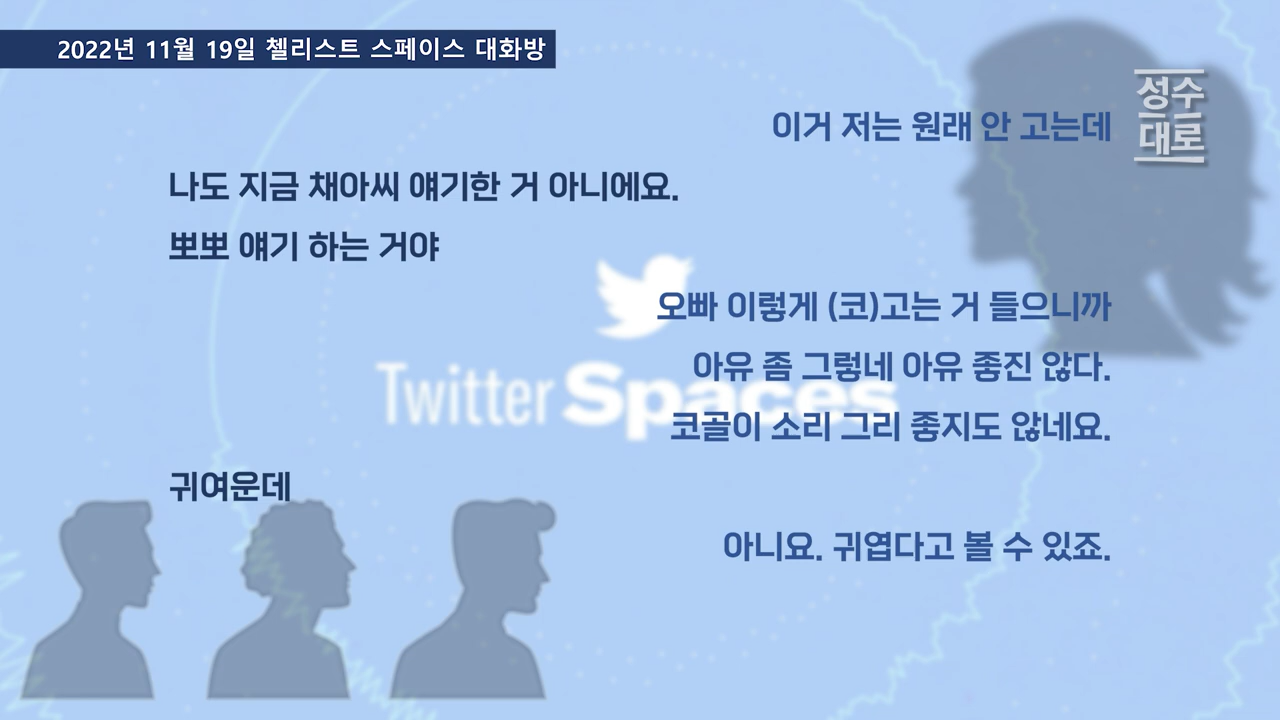 2022년 11월 19일 첼리스트 스페이스 대화방
성수
대로
이거 저는 원래 안 고는데
나도 지금 채아씨 얘기한 거 아니에요.
뽀뽀 얘기 하는 거야
오빠 이렇게 (코)고는 거 들으니까
아유 좀 그렇네 아유 좋진 않다.
Twitter Spaces
코골이 소리 그리 좋지도 않네요.
귀여운데
아니요. 귀엽다고 볼 수 있죠.